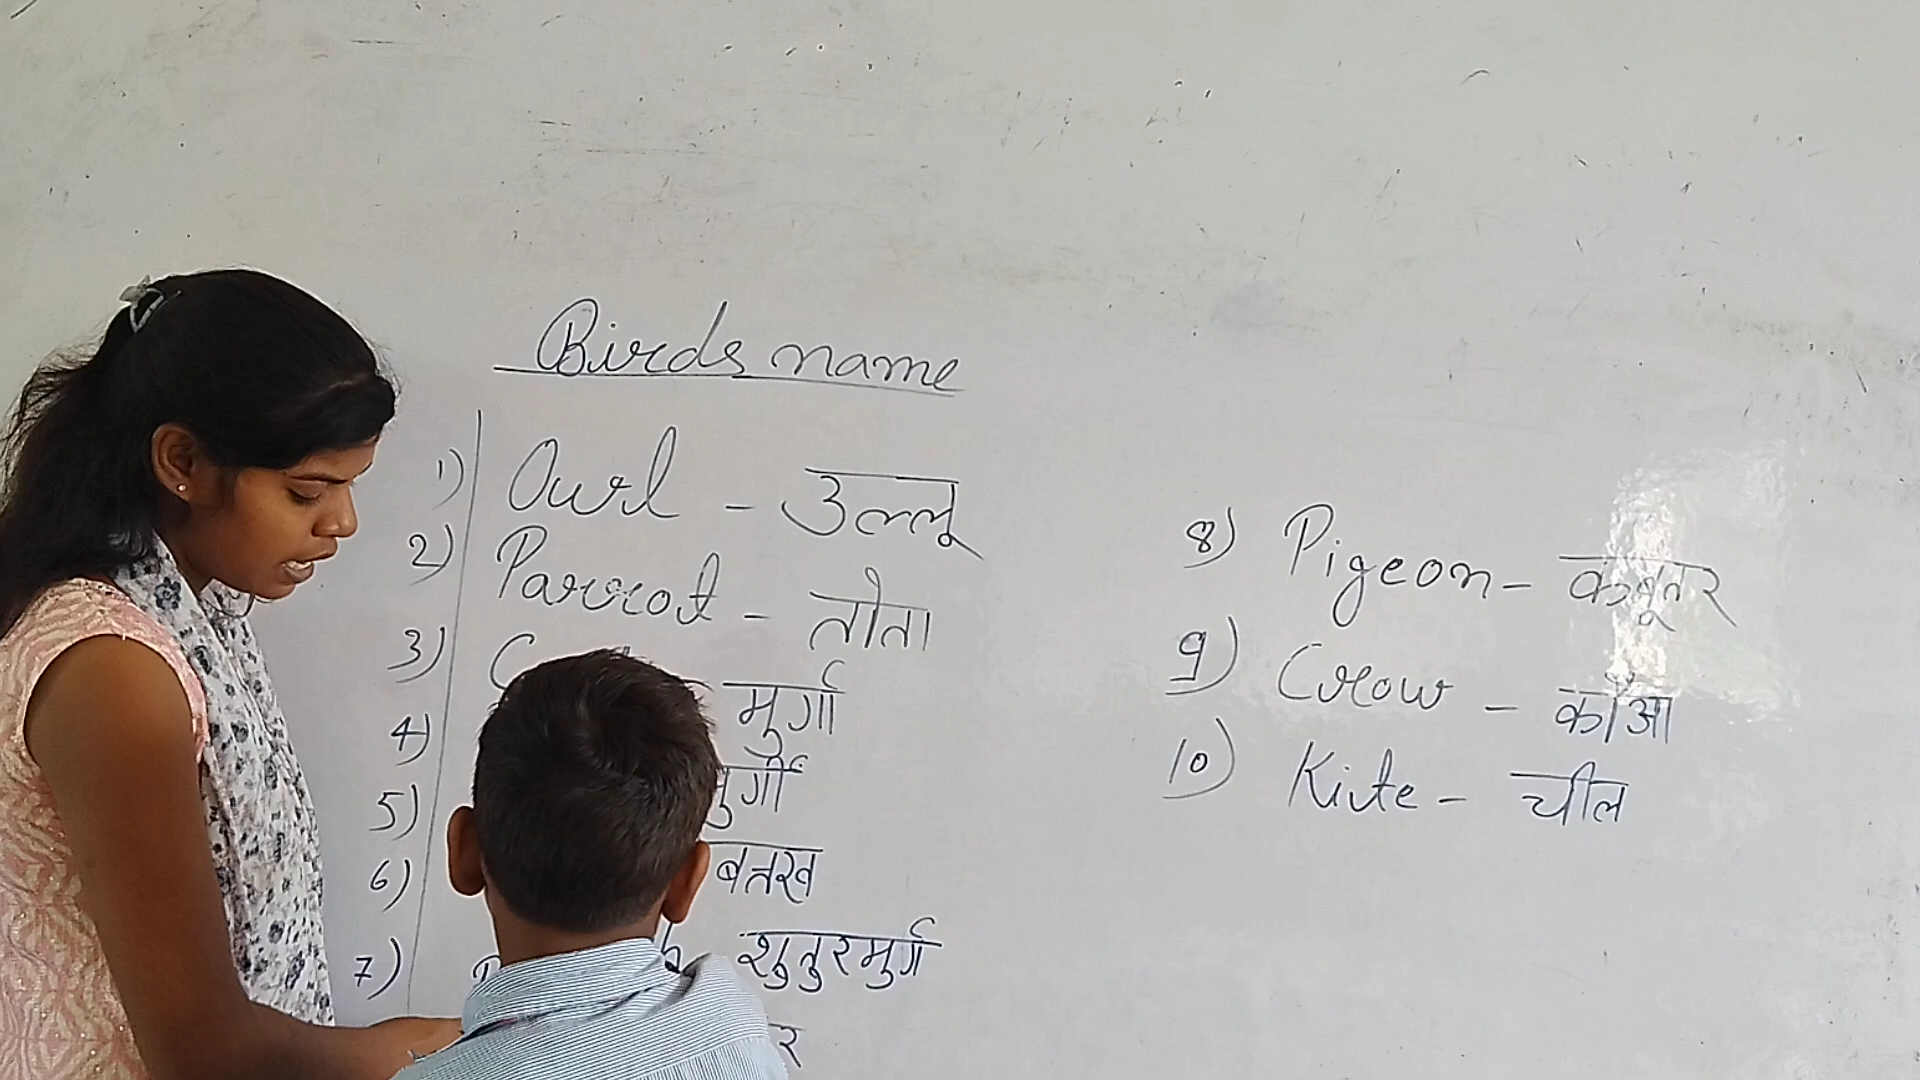 Birds name
1) Owl - उल्लू
2) Parrot - तोता
3) मुर्गा
4) मुर्गी
5) बतख
6) शुतुरमुर्ग
7)
8) Pigeon - कबूतर
9) Crow - कौआ
10) Kite - चील